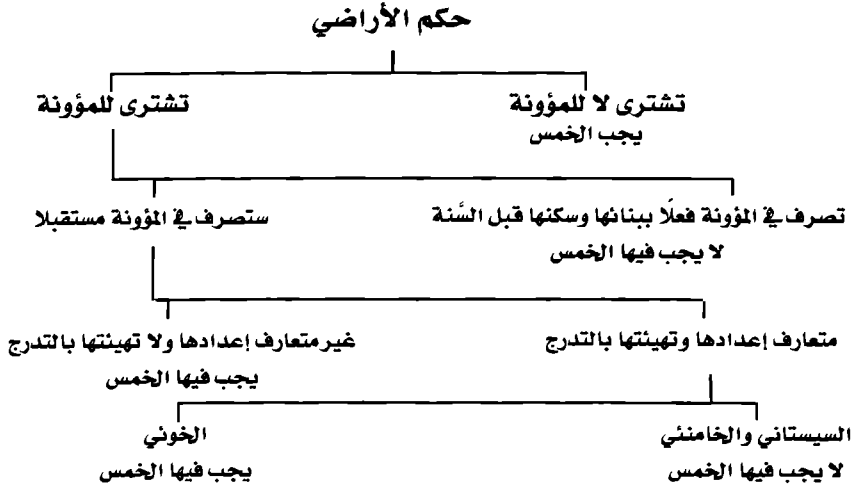 حكم الأراضي
تشترى لا للمؤونة
يجب الخمس
تشترى للمؤونة
تصرف في المؤونة فعلًا ببنائها وسكنها قبل السَّنة
لا يجب فيها الخمس
ستصرف في المؤونة مستقبلا
متعارف إعدادها وتهيئتها بالتدرج
غير متعارف إعدادها ولا تهيئتها بالتدرج
يجب فيها الخمس
السيستاني والخامنئي
لا يجب فيها الخمس
الخوئي
يجب فيها الخمس